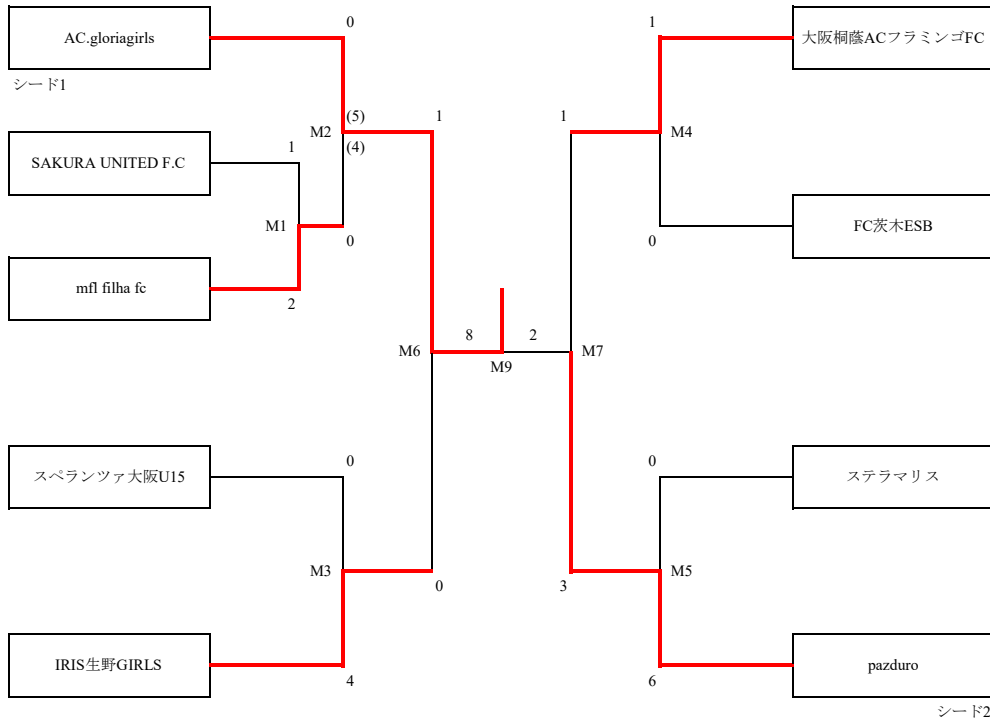 0
1
AC.gloriagirls
大阪桐蔭ACフラミンゴFC
シード1
(5)
1
1
M2
M4
(4)
1
SAKURA UNITED F.C
M1
FC茨木ESB
0
0
mfl filha fc
2
8
2
M6
M7
M9
0
0
スペランツァ大阪U15
ステラマリス
M3
M5
0
3
IRIS生野GIRLS
pazduro
4
6
シード2